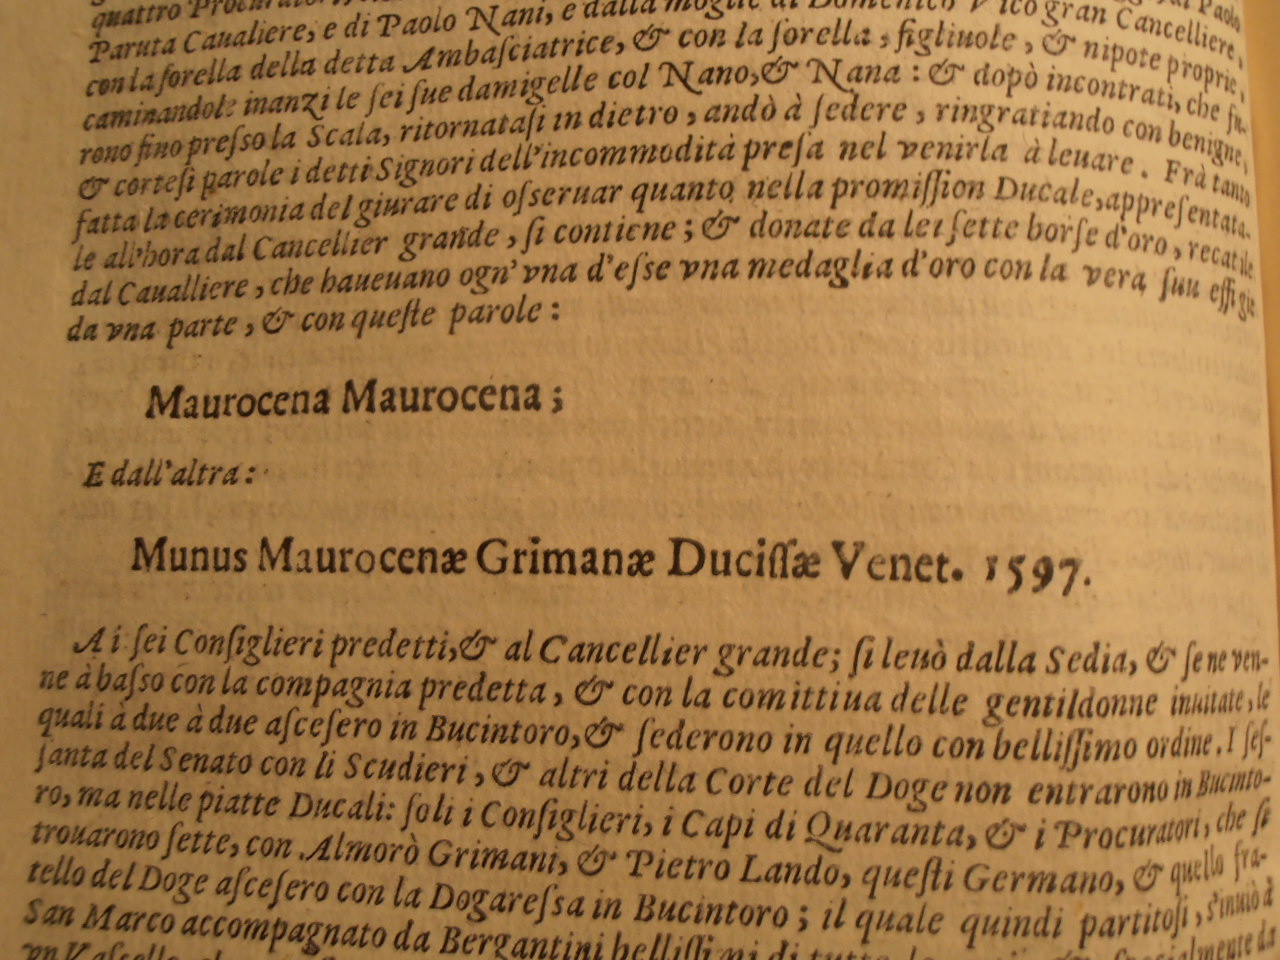 quattro Procurator
Paruta Caualiere, e di Paolo Nani, e dalla moglie di Domenico Vico gran Cancelliere,
con la sorella della detta Ambasciatrice, & con la sorella, figliuole, & nipote proprie,
caminandole inanzi le sei sue damigelle col Nano, & Nana: & dopò incontrati, che fu-
rono fino presso la Scala, ritornatasi in dietro, andò à sedere, ringratiando con benigne,
& cortesi parole i detti Signori dell'incommodità presa nel venirla à leuare. Frà tanto
fatta la cerimonia del giurare di osseruar quanto nella promission Ducale, appresentata-
le all'hora dal Cancellier grande, si contiene; & donate da lei sette borse d'oro, recatile
dal Caualliere, che haueuano ogn'vna d'esse vna medaglia d'oro con la vera sua effigie
da vna parte, & con queste parole:
Maurocena Maurocena;
E dall'altra:
Munus Maurocenæ Grimanæ Ducissæ Venet. 1597.
A i sei Consiglieri predetti, & al Cancellier grande; si leuò dalla Sedia, & se ne ven-
ne à basso con la compagnia predetta, & con la comittiua delle gentildonne inuitate, le
quali à due à due ascesero in Bucintoro, & sederono in quello con bellissimo ordine. I ses-
santa del Senato con li Scudieri, & altri della Corte del Doge non entrarono in Bucinto-
ro, ma nelle piatte Ducali: soli i Consiglieri, i Capi di Quaranta, & i Procuratori, che si
trouarono sette, con Almorò Grimani, & Pietro Lando, questi Germano, & quello fra-
tello del Doge ascesero con la Dogaressa in Bucintoro; il quale quindi partitosi, s'inuiò à
San Marco accompagnato da Bergantini bellissimi di tutte